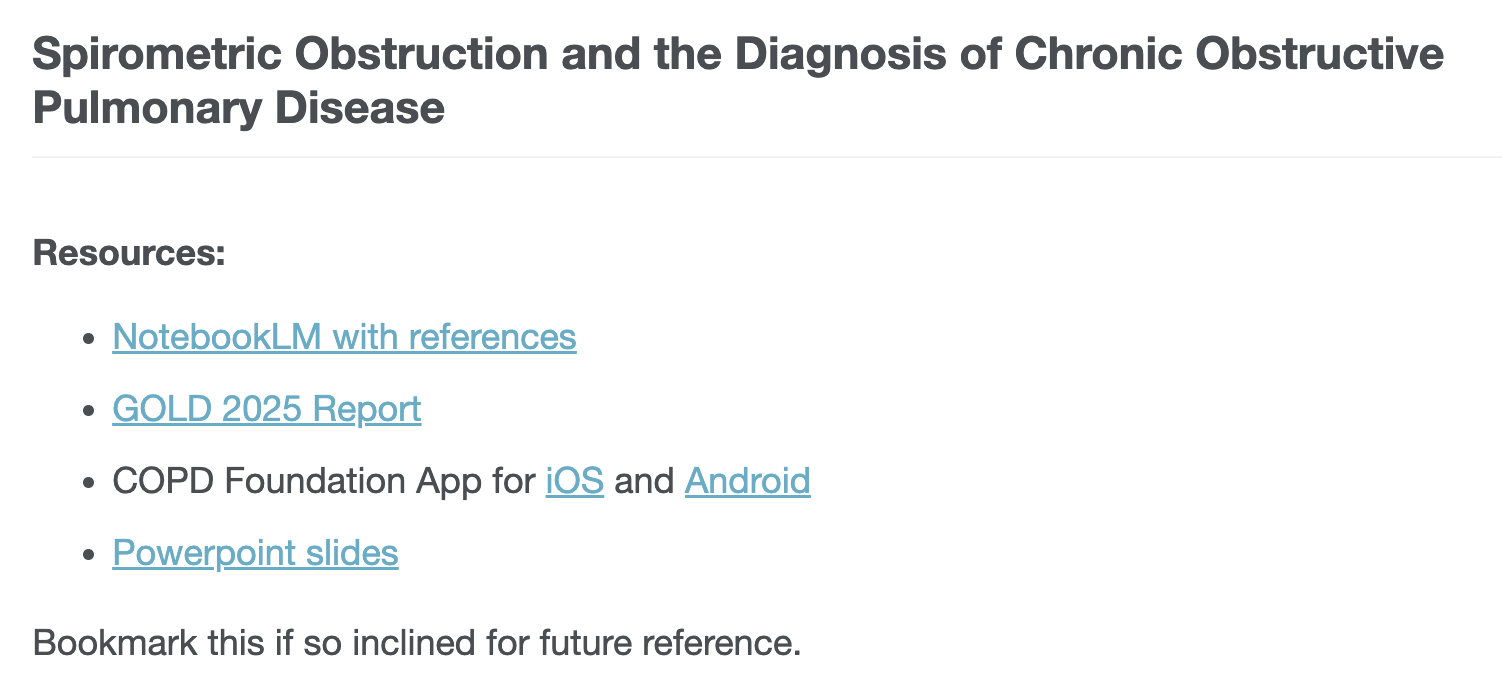 Spirometric Obstruction and the Diagnosis of Chronic Obstructive
Pulmonary Disease
Resources:
• NotebookLM with references
• GOLD 2025 Report
• COPD Foundation App for iOS and Android
• Powerpoint slides
Bookmark this if so inclined for future reference.